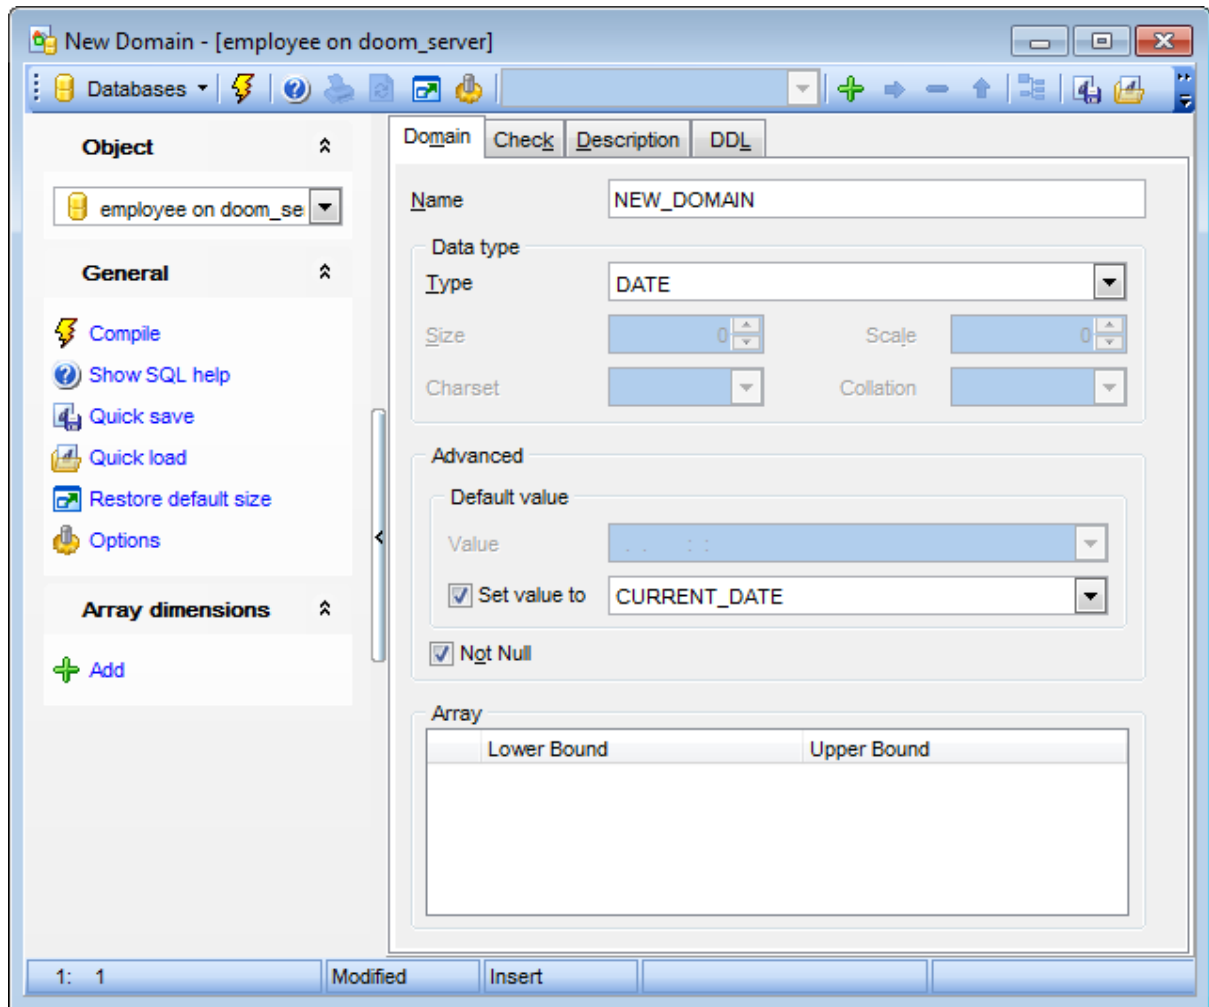 New Domain - [employee on doom_server]
Databases
Object
employee on doom_se
General
Compile
Show SQL help
Quick save
Quick load
Restore default size
Options
Array dimensions
Add
Domain Check Description DDL
Name NEW_DOMAIN
Data type
Type DATE
Size 0 Scale 0
Charset Collation
Advanced
Default value
Value . . : :
Set value to CURRENT_DATE
Not Null
Array
Lower Bound Upper Bound
1: 1 Modified Insert